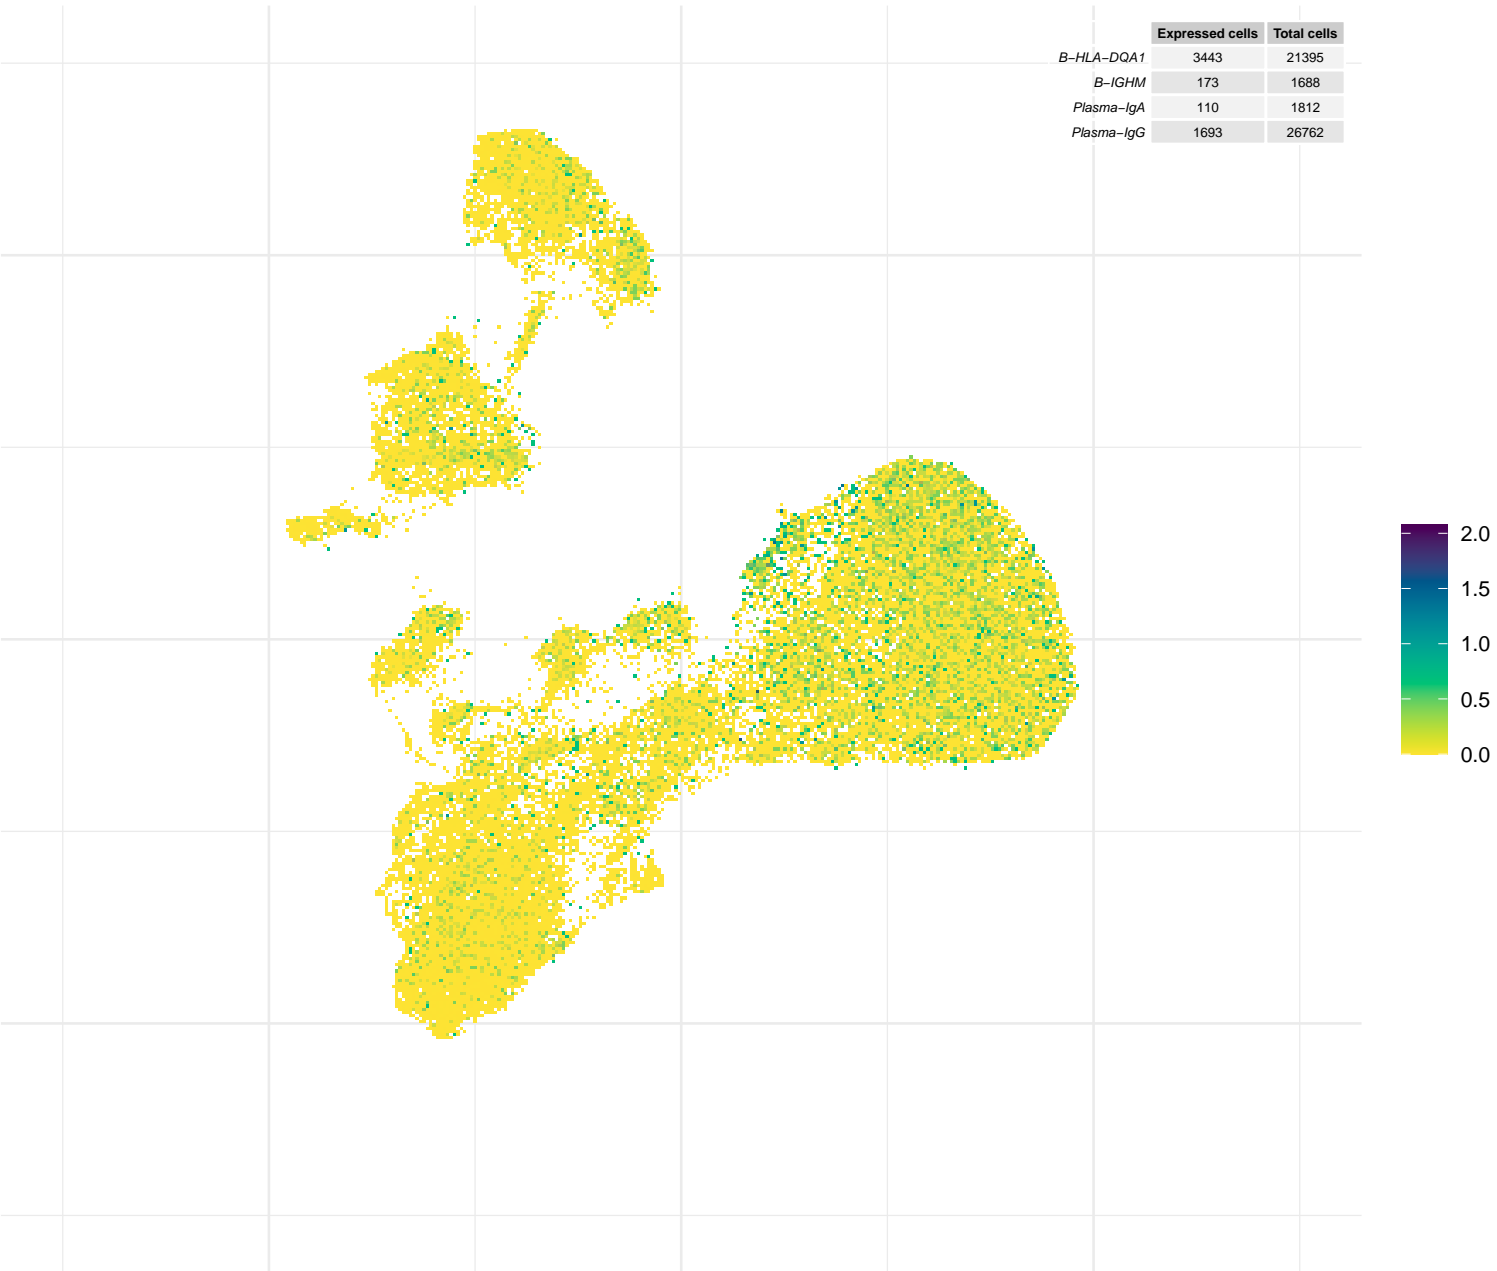 Expressed cells Total cells
B−HLA−DQA1 3443 21395
B−IGHM 173 1688
Plasma−IgA 110 1812
Plasma−IgG 1693 26762
2.0
1.5
1.0
0.5
0.0